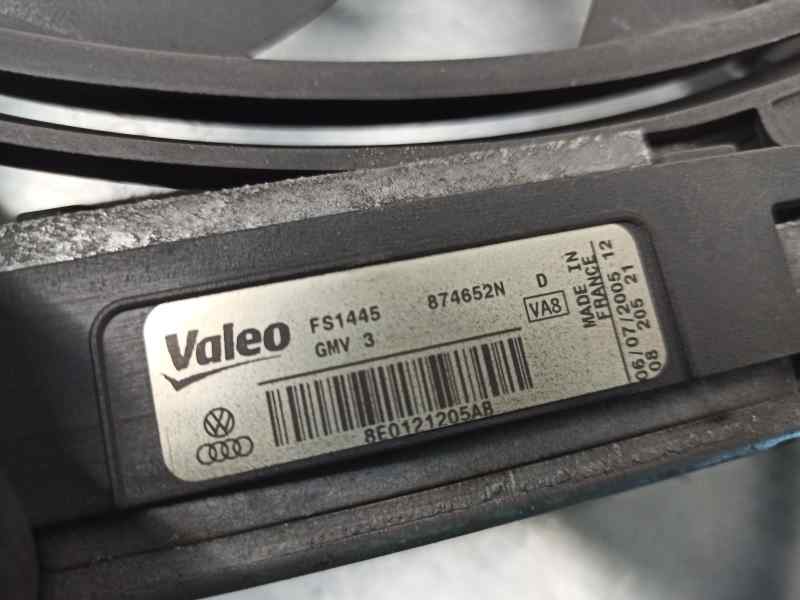 Valeo
FS1445 874652N D
GMV 3 VA8
8E0121205AB
MADE IN
FRANCE
06/07/2005 12
08 205 21